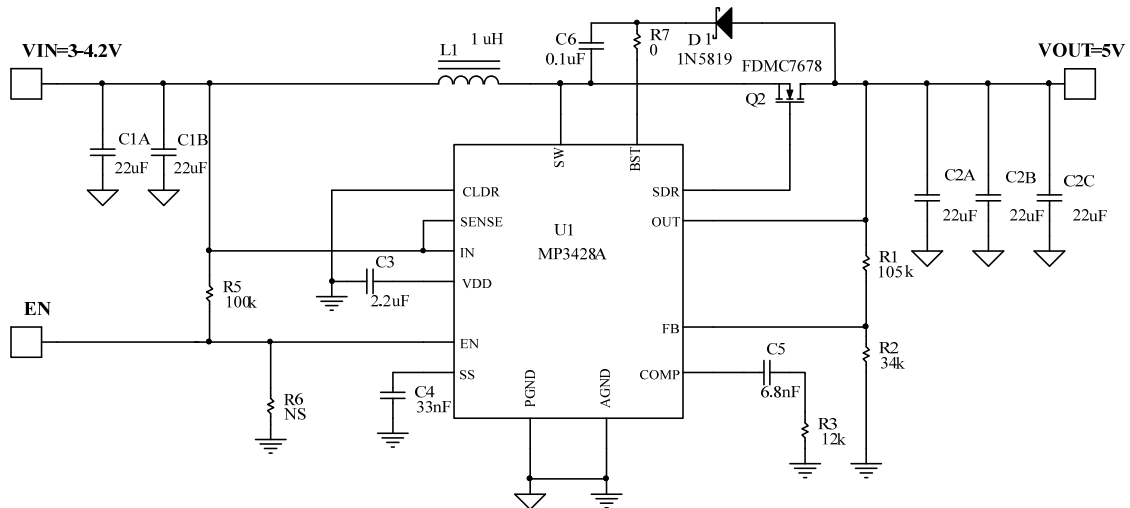 VIN=3-4.2V
L1
1 uH
C6
0.1uF
R7
0
D1
1N5819
FDMC7678
Q2
VOUT=5V
C1A
22uF
C1B
22uF
SW
BST
CLDR
SENSE
IN
VDD
EN
SS
U1
MP3428A
SDR
OUT
FB
COMP
PGND
AGND
C2A
22uF
C2B
22uF
C2C
22uF
C3
2.2uF
R5
100k
EN
R6
NS
C4
33nF
R1
105k
R2
34k
C5
6.8nF
R3
12k